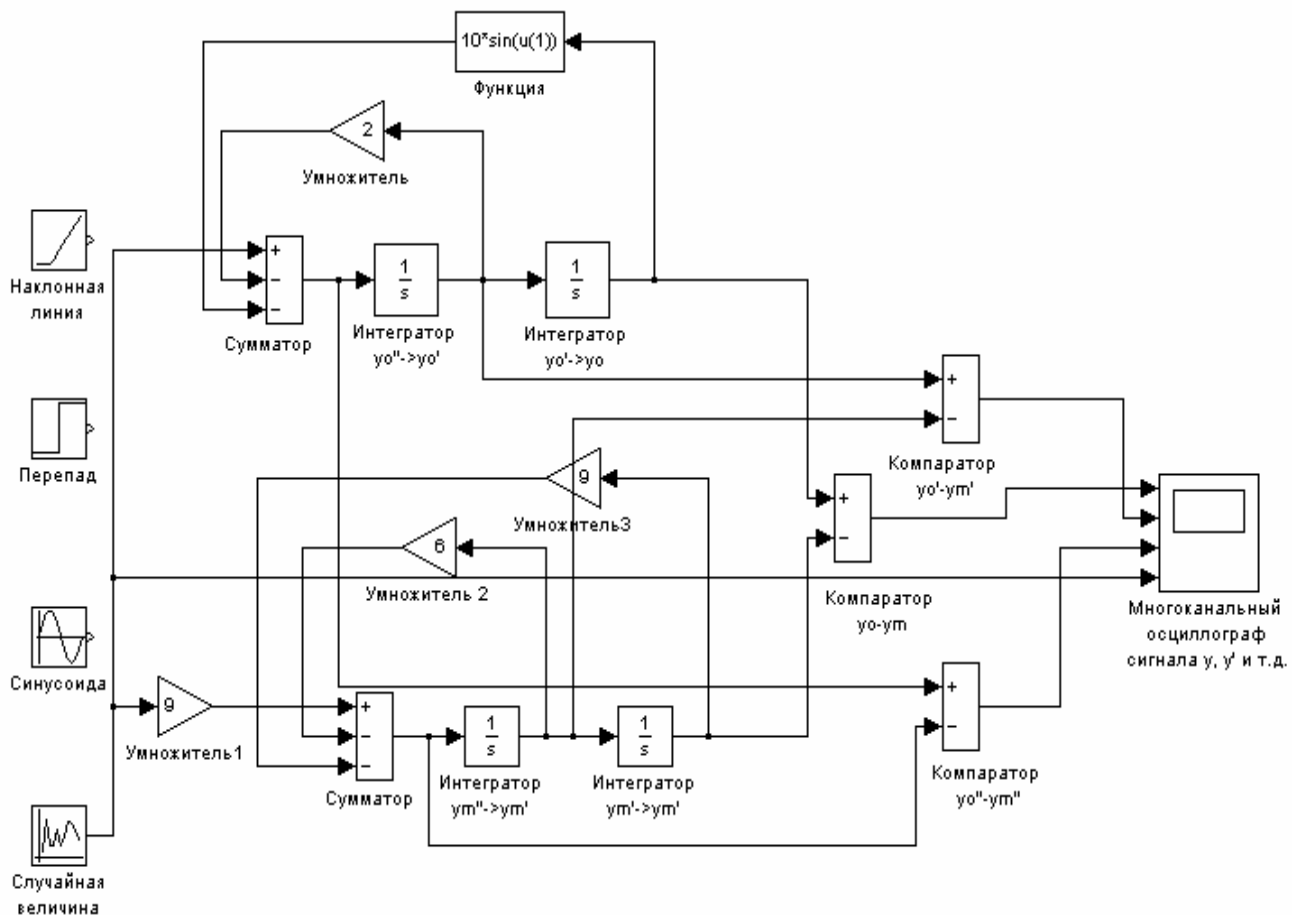 10*sin(u(1))
Функция
2
Умножитель
Наклонная
линия
+
−
−
Сумматор
1
s
Интегратор
yo''->yo'
1
s
Интегратор
yo'->yo
+
−
Компаратор
yo'-ym'
Перепад
9
Умножитель3
6
Умножитель 2
+
−
Компаратор
yo-ym
Многоканальный
осциллограф
сигнала y, y' и т.д.
Синусоида
9
Умножитель1
+
−
−
Сумматор
1
s
Интегратор
ym''->ym'
1
s
Интегратор
ym'->ym'
+
−
Компаратор
yo''-ym''
Случайная
величина